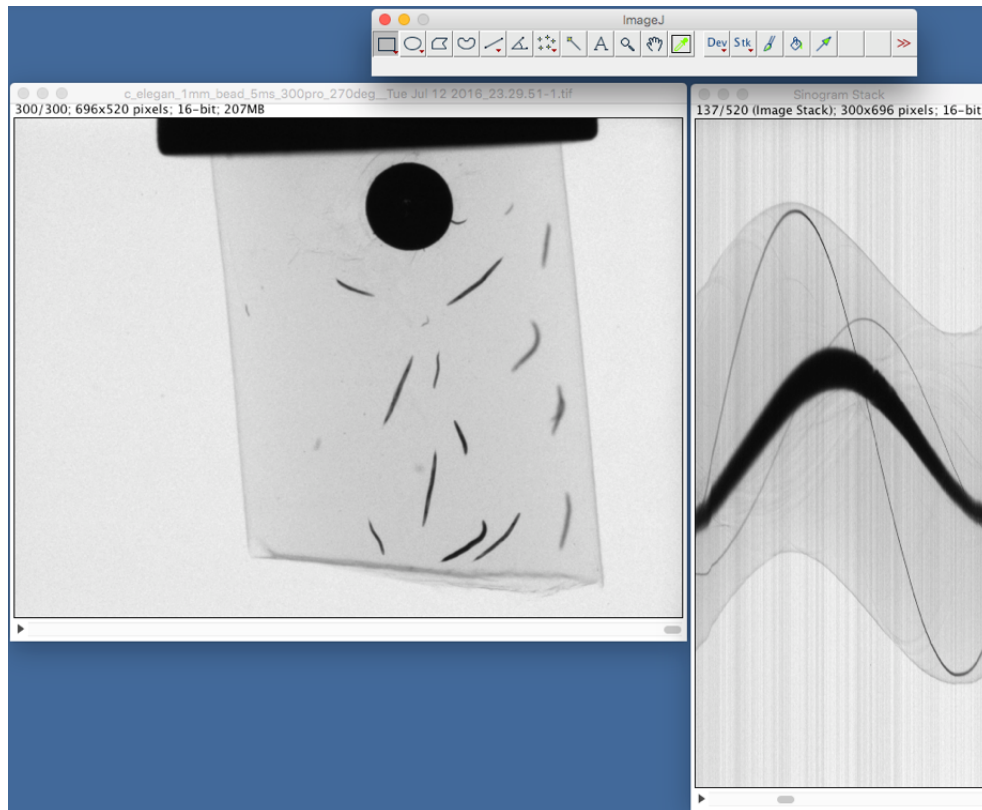 ImageJ
A
Dev Stk
>>
c_elegan_1mm_bead_5ms_300pro_270deg__Tue Jul 12 2016_23.29.51-1.tif
300/300; 696x520 pixels; 16-bit; 207MB
Sinogram Stack
137/520 (Image Stack); 300x696 pixels; 16-bit